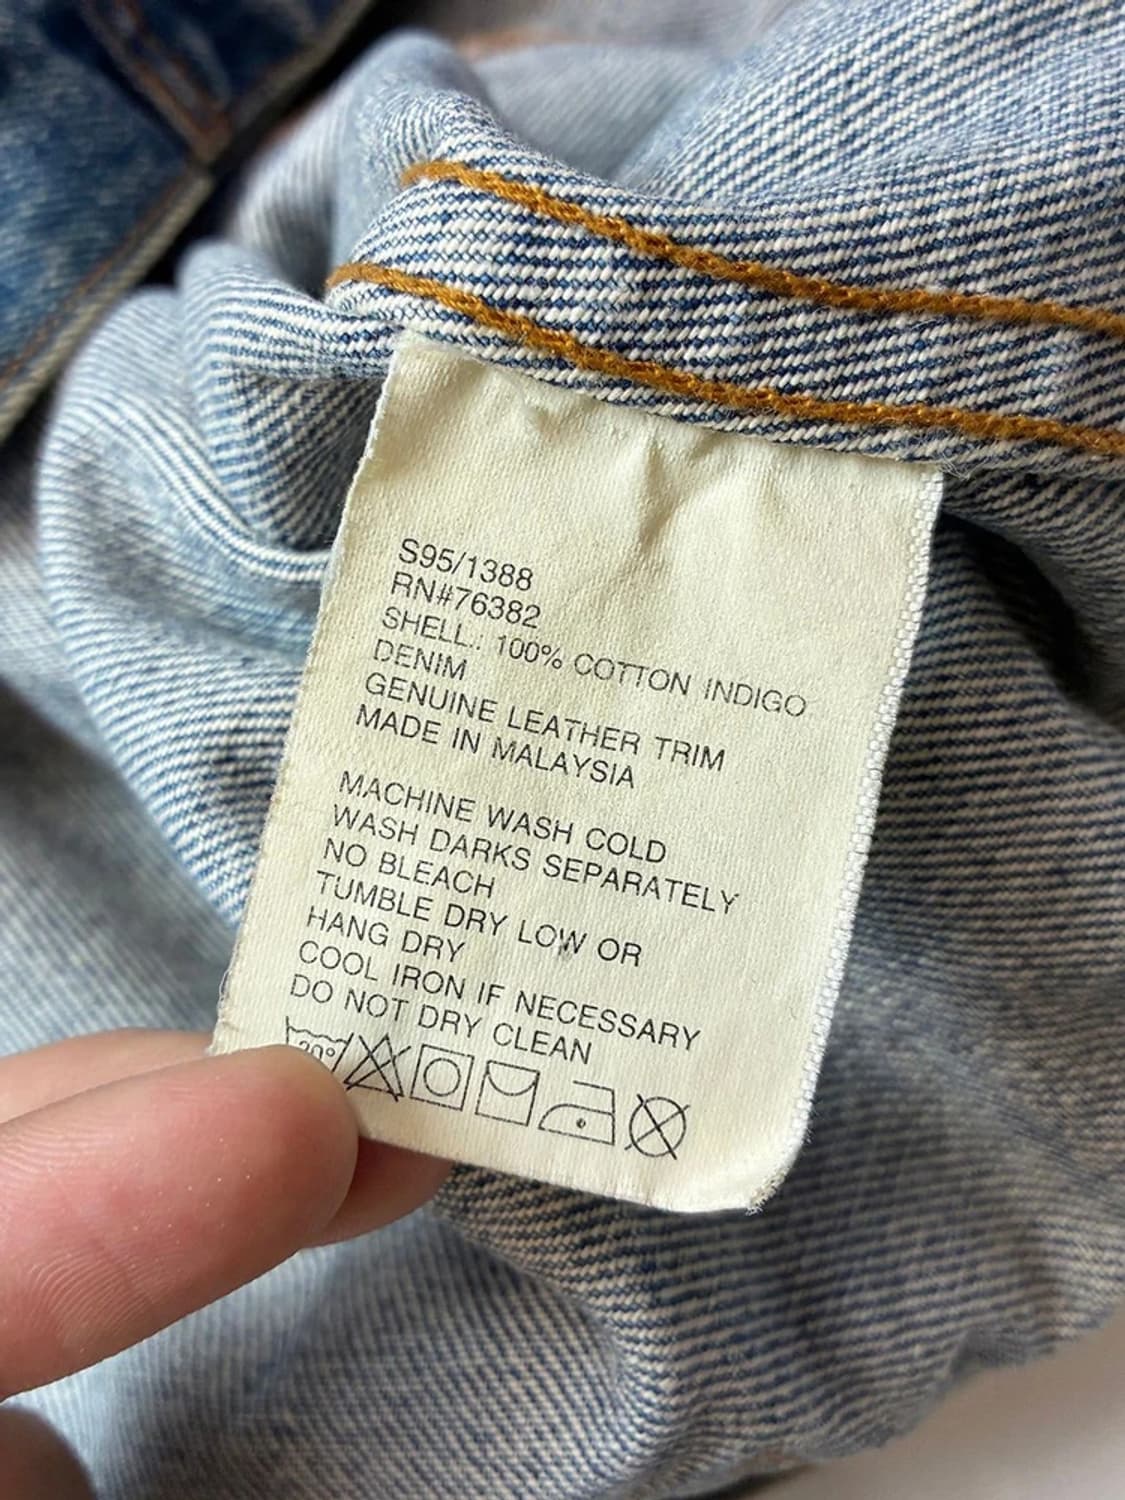 S95/1388
RN#76382
SHELL: 100% COTTON INDIGO
DENIM
GENUINE LEATHER TRIM
MADE IN MALAYSIA
MACHINE WASH COLD
WASH DARKS SEPARATELY
NO BLEACH
TUMBLE DRY LOW OR
HANG DRY
COOL IRON IF NECESSARY
DO NOT DRY CLEAN